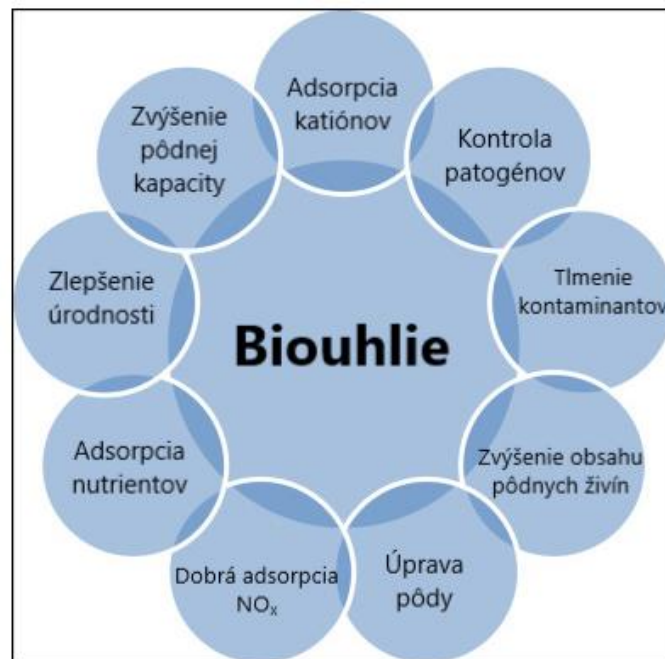 Adsorpcia
katiónov
Kontrola
patogénov
Tlmenie
kontaminantov
Zvýšenie obsahu
pôdnych živín
Úprava
pôdy
Dobrá adsorpcia
NOₓ
Adsorpcia
nutrientov
Zlepšenie
úrodnosti
Zvýšenie
pôdnej
kapacity
Biouhlie